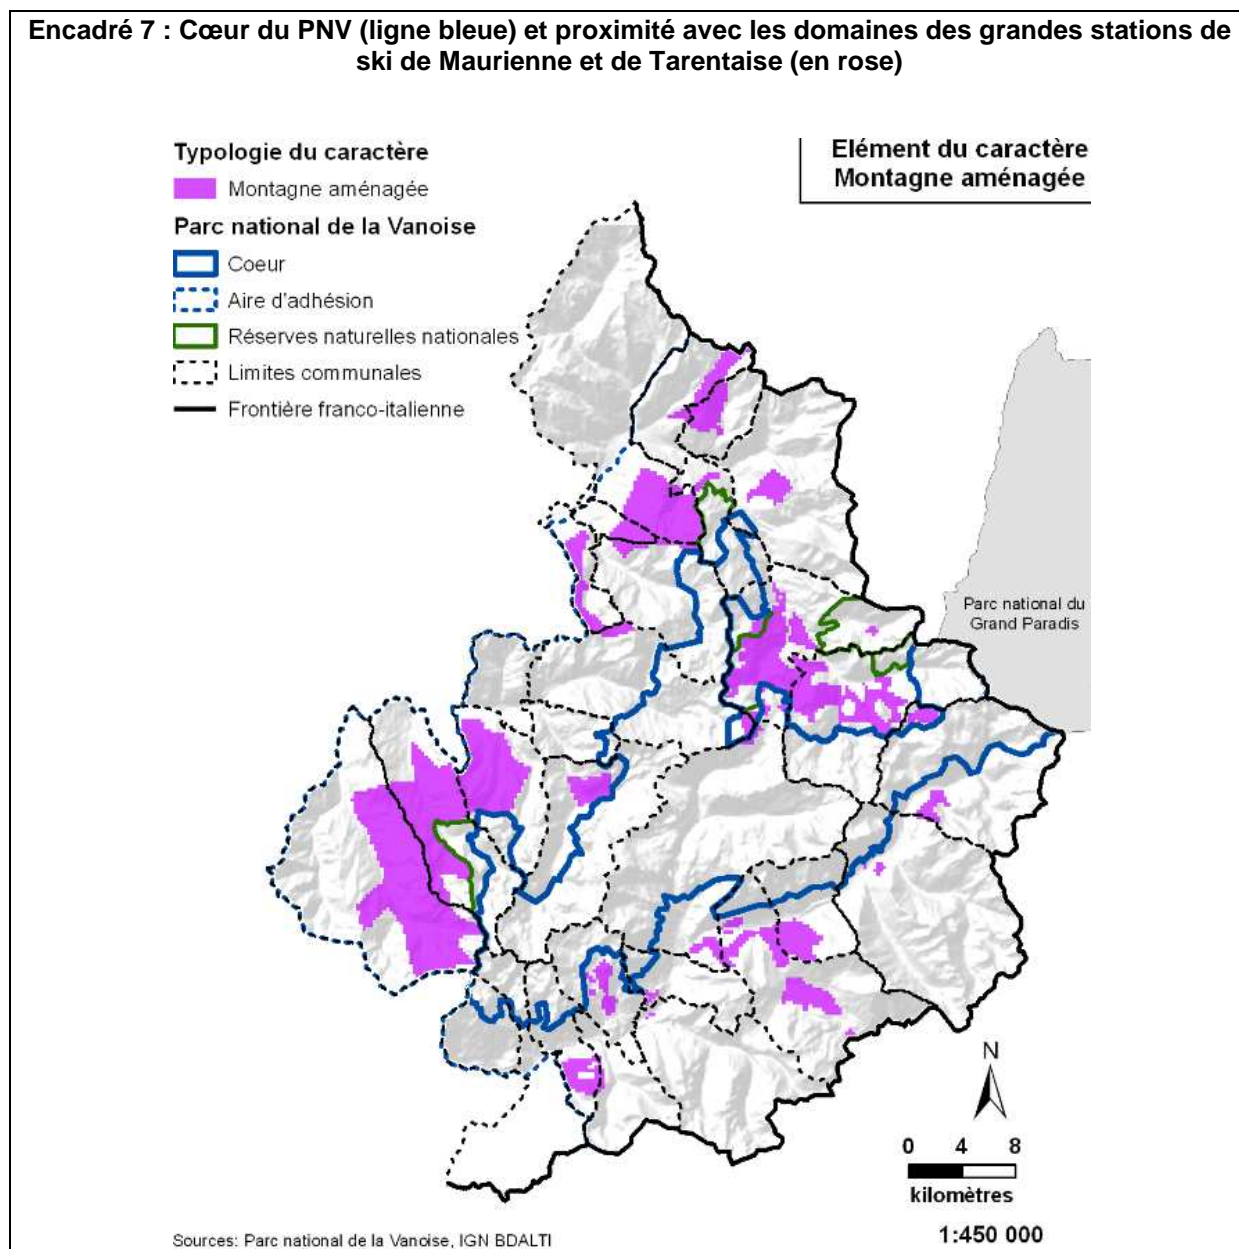 Encadré 7 : Cœur du PNV (ligne bleue) et proximité avec les domaines des grandes stations de
ski de Maurienne et de Tarentaise (en rose)
Elément du caractère
Montagne aménagée
Typologie du caractère
Montagne aménagée
Parc national de la Vanoise
Coeur
Aire d'adhésion
Réserves naturelles nationales
Limites communales
Frontière franco-italienne
Parc national du
Grand Paradis
N
0 4 8
kilomètres
1:450 000
Sources: Parc national de la Vanoise, IGN BDALTI